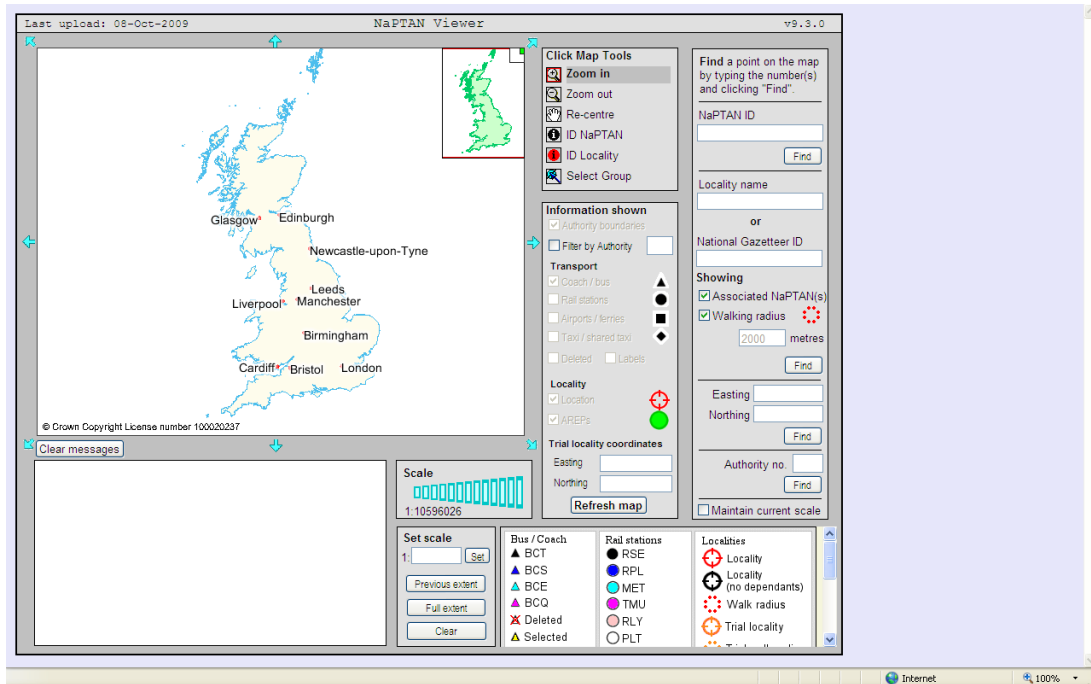 Last upload: 08-Oct-2009 NaPTAN Viewer v9.3.0
Glasgow
Edinburgh
Newcastle-upon-Tyne
Leeds
Liverpool
Manchester
Birmingham
Cardiff
Bristol
London
© Crown Copyright License number 100020237
Clear messages
Click Map Tools
Zoom in
Zoom out
Re-centre
ID NaPTAN
ID Locality
Select Group
Information shown
Authority boundaries
Filter by Authority
Transport
Coach / bus
Rail stations
Airports / ferries
Taxi / shared taxi
Deleted Labels
Locality
Location
AREPs
Trial locality coordinates
Easting
Northing
Refresh map
Find a point on the map
by typing the number(s)
and clicking "Find".
NaPTAN ID
Find
Locality name
or
National Gazetteer ID
Showing
Associated NaPTAN(s)
Walking radius
2000 metres
Find
Easting
Northing
Find
Authority no.
Find
Maintain current scale
Scale
1:10596026
Set scale
1: Set
Previous extent
Full extent
Clear
Bus / Coach
BCT
BCS
BCE
BCQ
Deleted
Selected
Rail stations
RSE
RPL
MET
TMU
RLY
PLT
Localities
Locality
Locality
(no dependants)
Walk radius
Trial locality
Internet 100%